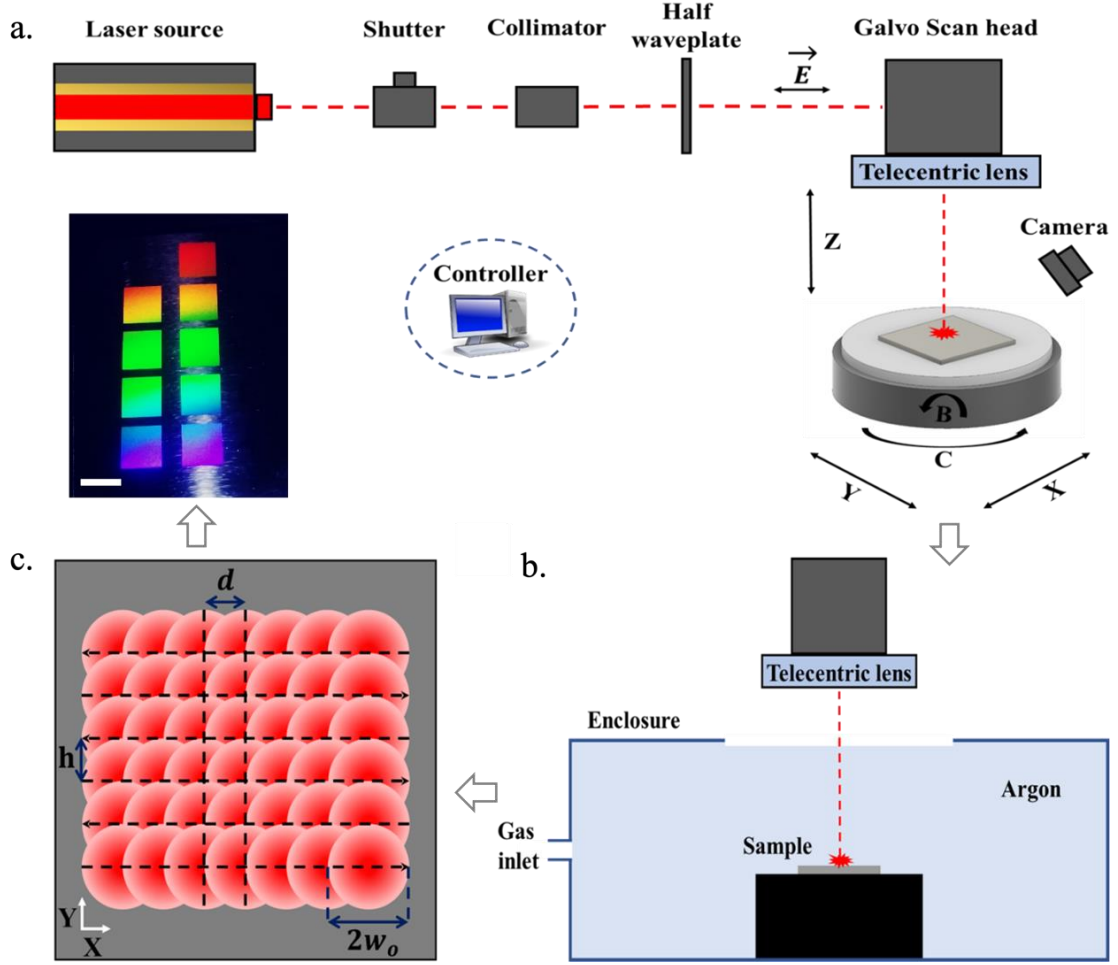 a.
Laser source
Shutter
Collimator
Half
waveplate
E
Galvo Scan head
Telecentric lens
Z
Camera
Controller
B
C
Y
X
c.
d
h
Y
X
2wₒ
b.
Telecentric lens
Enclosure
Argon
Gas
inlet
Sample